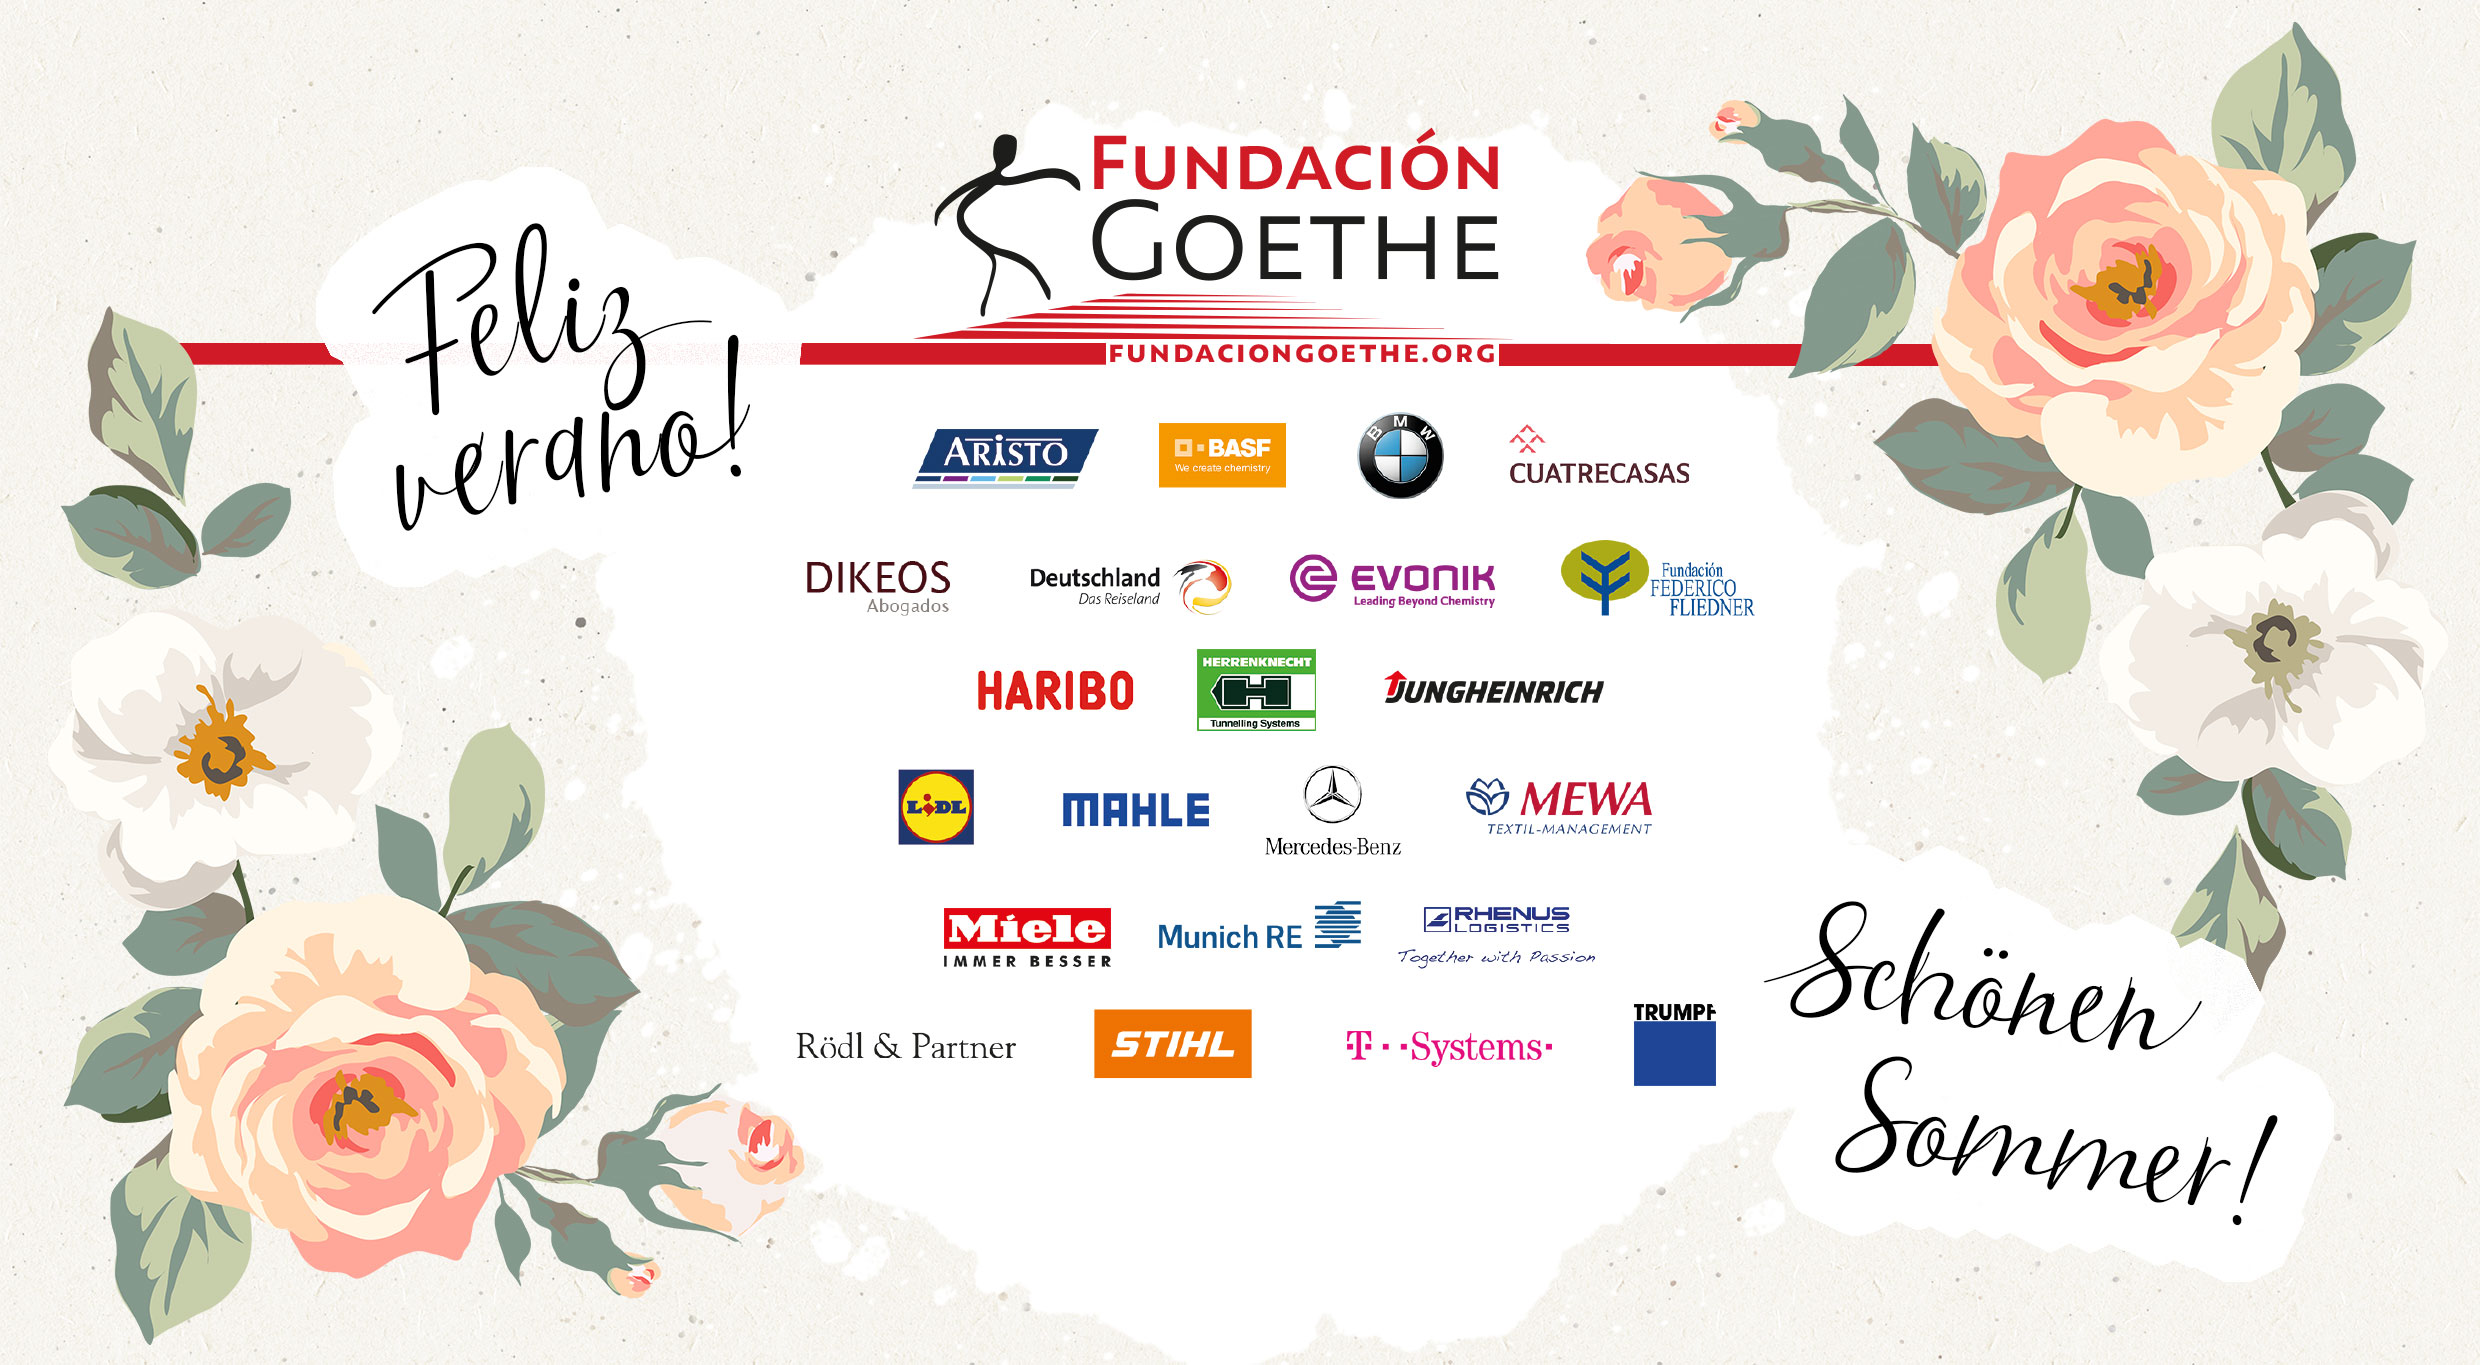 Feliz
verano!
FUNDACIÓN
GOETHE
FUNDACIONGOETHE.ORG
ARISTO
BASF
We create chemistry
BMW
CUATRECASAS
DIKEOS
Abogados
Deutschland
Das Reiseland
EVONIK
Leading Beyond Chemistry
Fundación
FEDERICO
FLIEDNER
HARIBO
HERRENKNECHT
Tunnelling Systems
JUNGHEINRICH
LIDL
MAHLE
Mercedes-Benz
MEWA
TEXTIL-MANAGEMENT
Miele
IMMER BESSER
Munich RE
RHENUS
LOGISTICS
Together with Passion
Rödl & Partner
STIHL
T··Systems·
TRUMPF
Schönen
Sommer!